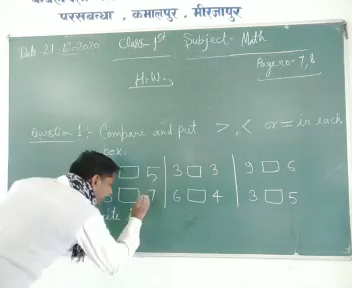 परसबन्धा , कमालपुर , मीरजापुर
Date 21-12-2020 Class- 1st Subject- Math
Page no- 7, 8
H.W.
Question 1 :- Compare and put >, < or = in each
box.
□ 5 3 □ 3 9 □ 6
□ 7 6 □ 4 3 □ 5